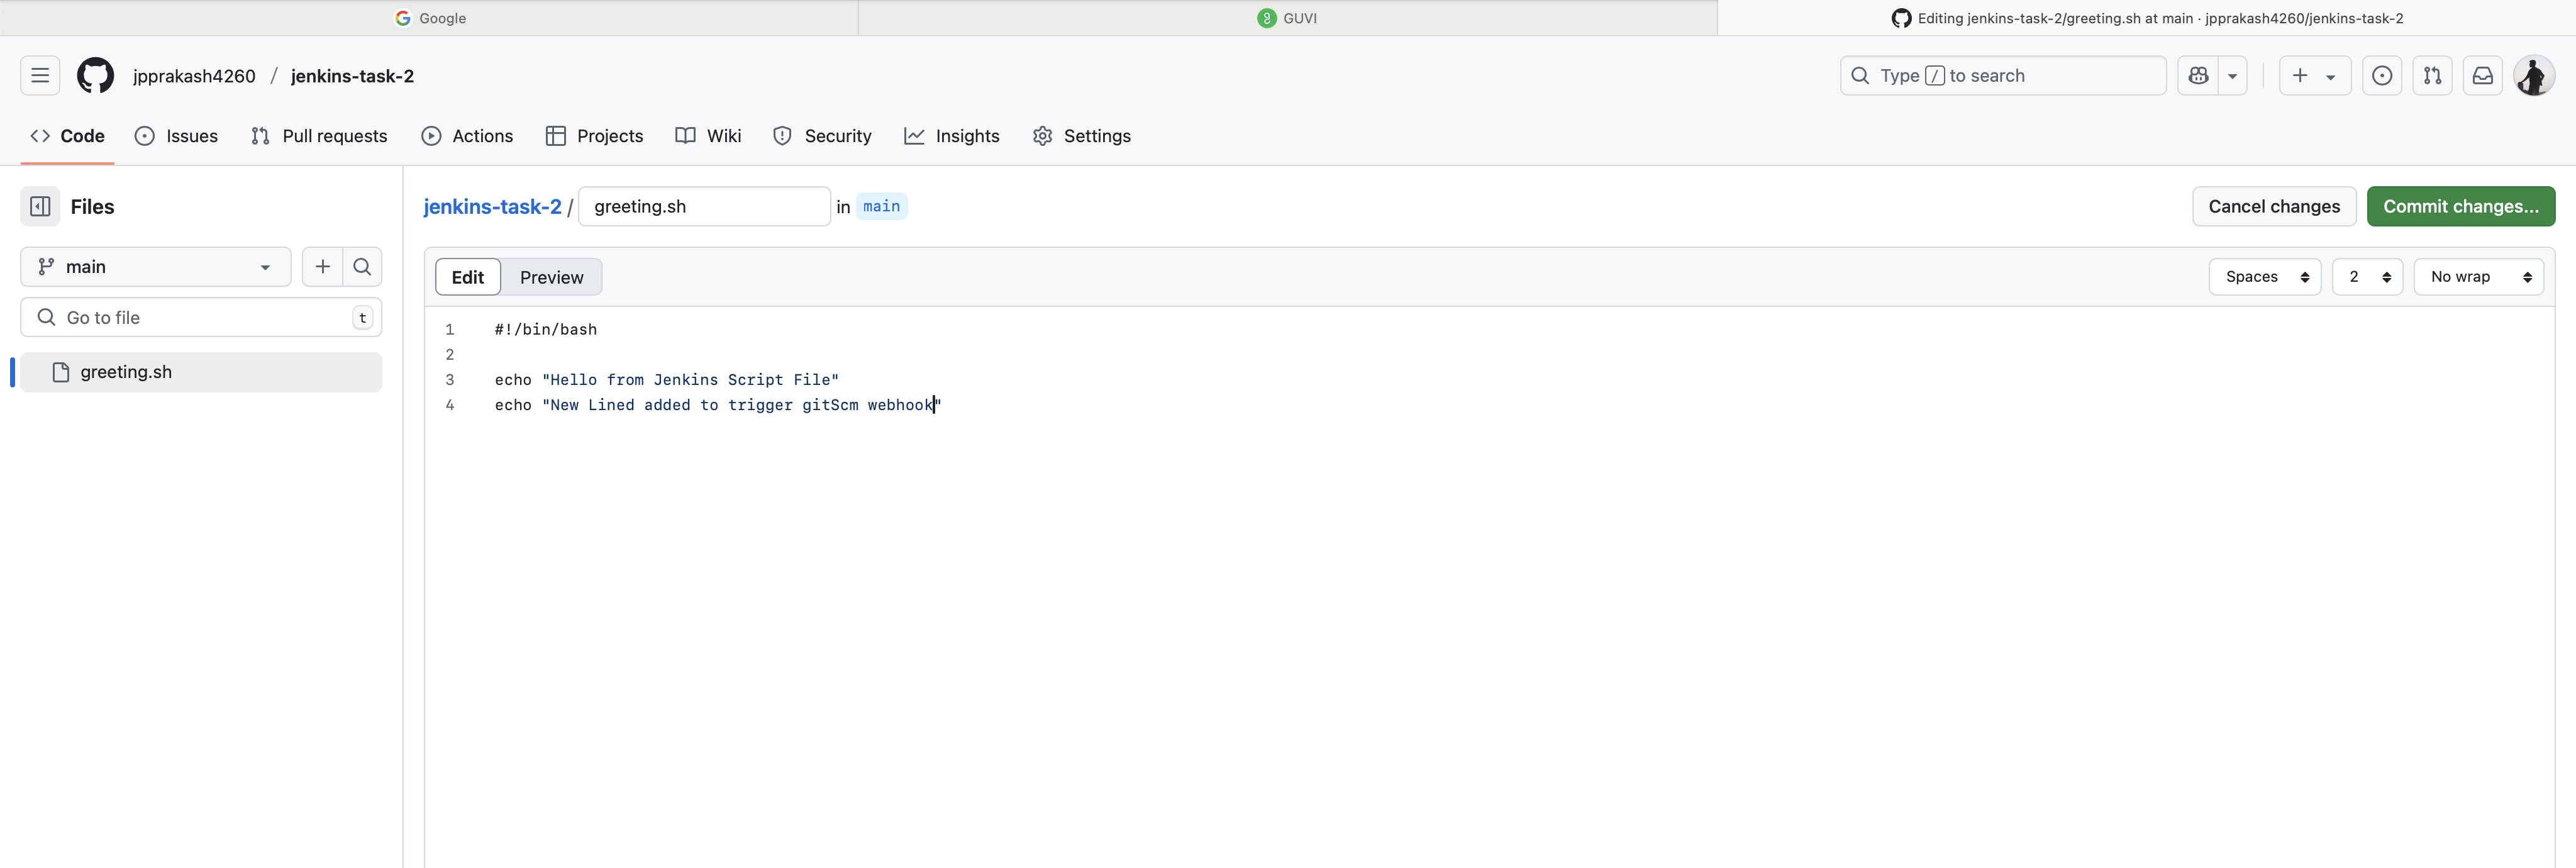 Google
GUVI
Editing jenkins-task-2/greeting.sh at main · jpprakash4260/jenkins-task-2
jpprakash4260 / jenkins-task-2
Type / to search
Code Issues Pull requests Actions Projects Wiki Security Insights Settings
Files
jenkins-task-2 / greeting.sh in main
Cancel changes Commit changes...
main
Edit Preview
Spaces 2 No wrap
Go to file t
greeting.sh
1 #!/bin/bash
2
3 echo "Hello from Jenkins Script File"
4 echo "New Lined added to trigger gitScm webhook"